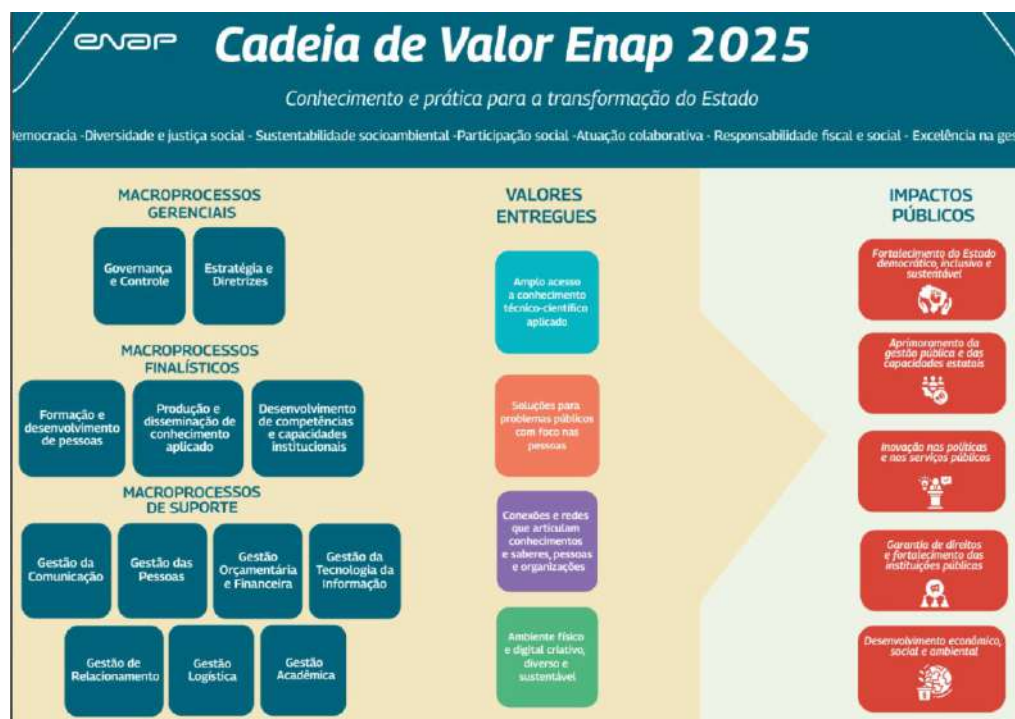 enap
Cadeia de Valor Enap 2025
Conhecimento e prática para a transformação do Estado
Democracia -Diversidade e justiça social - Sustentabilidade socioambiental -Participação social -Atuação colaborativa - Responsabilidade fiscal e social - Excelência na ges
MACROPROCESSOS
GERENCIAIS
Governança
e Controle
Estratégia e
Diretrizes
MACROPROCESSOS
FINALÍSTICOS
Formação e
desenvolvimento
de pessoas
Produção e
disseminação de
conhecimento
aplicado
Desenvolvimento
de competências
e capacidades
institucionais
MACROPROCESSOS
DE SUPORTE
Gestão da
Comunicação
Gestão das
Pessoas
Gestão
Orçamentária
e Financeira
Gestão da
Tecnologia da
Informação
Gestão de
Relacionamento
Gestão
Logística
Gestão
Acadêmica
VALORES
ENTREGUES
Amplo acesso
a conhecimento
técnico-científico
aplicado
Soluções para
problemas públicos
com foco nas
pessoas
Conexões e redes
que articulam
conhecimentos
e saberes, pessoas
e organizações
Ambiente físico
e digital criativo,
diverso e
sustentável
IMPACTOS
PÚBLICOS
Fortalecimento do Estado
democrático, inclusivo e
sustentável
Aprimoramento da
gestão pública e das
capacidades estatais
Inovação nas políticas
e nos serviços públicos
Garantia de direitos
e fortalecimento das
instituições públicas
Desenvolvimento econômico,
social e ambiental